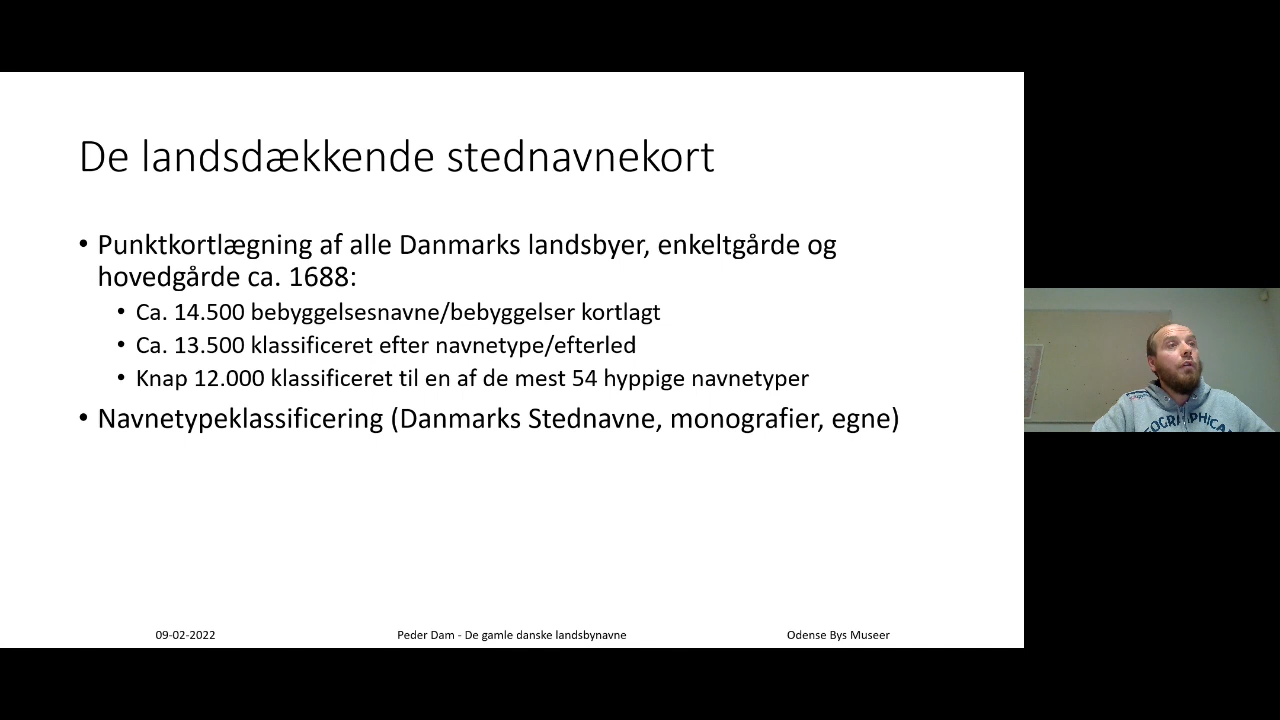 De landsdækkende stednavnekort
• Punktkortlægning af alle Danmarks landsbyer, enkeltgårde og
hovedgårde ca. 1688:
• Ca. 14.500 bebyggelsesnavne/bebyggelser kortlagt
• Ca. 13.500 klassificeret efter navnetype/efterled
• Knap 12.000 klassificeret til en af de mest 54 hyppige navnetyper
• Navnetypeklassificering (Danmarks Stednavne, monografier, egne)
09-02-2022
Peder Dam - De gamle danske landsbynavne
Odense Bys Museer